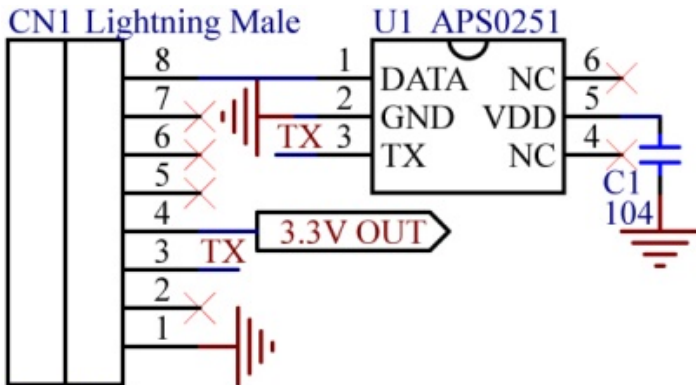 CN1 Lightning Male
8
7
6
5
4
3
2
1
TX
3.3V OUT
U1 APS0251
1 DATA NC 6
2 GND VDD 5
TX 3 TX NC 4
C1
104